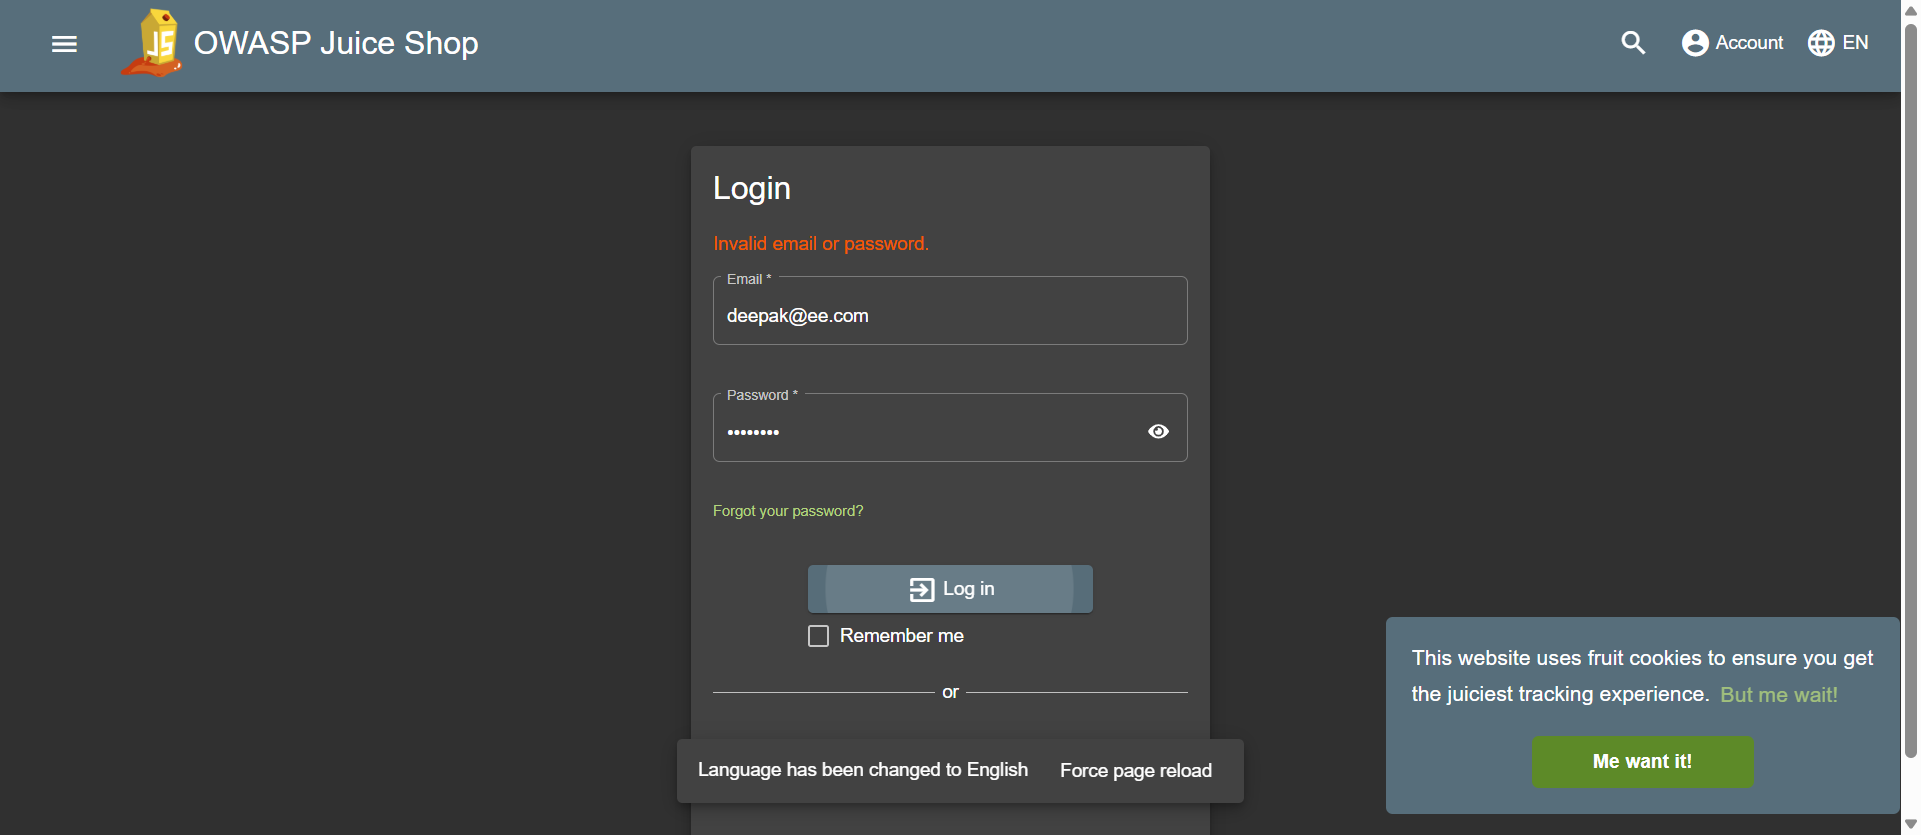 JS
OWASP Juice Shop
Account
EN
Login
Invalid email or password.
Email *
deepak@ee.com
Password *
••••••••
Forgot your password?
Log in
Remember me
or
Language has been changed to English
Force page reload
This website uses fruit cookies to ensure you get
the juiciest tracking experience. But me wait!
Me want it!